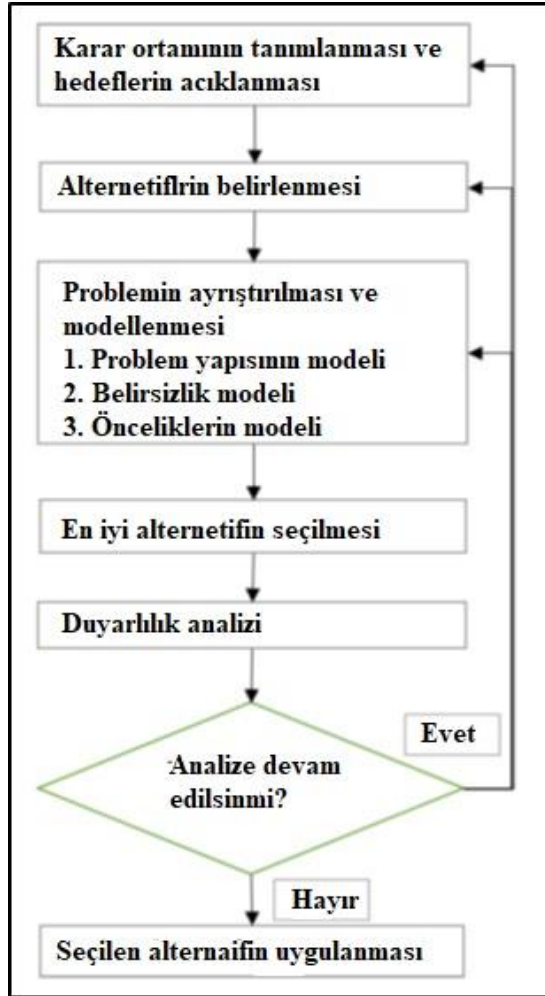 Karar ortamının tanımlanması ve
hedeflerin acıklanması
Alternetiflrin belirlenmesi
Problemin ayrıştırılması ve
modellenmesi
1. Problem yapısının modeli
2. Belirsizlik modeli
3. Önceliklerin modeli
En iyi alternatifin seçilmesi
Duyarlılık analizi
Analize devam
edilsinmi?
Evet
Hayır
Seçilen alternaifin uygulanması